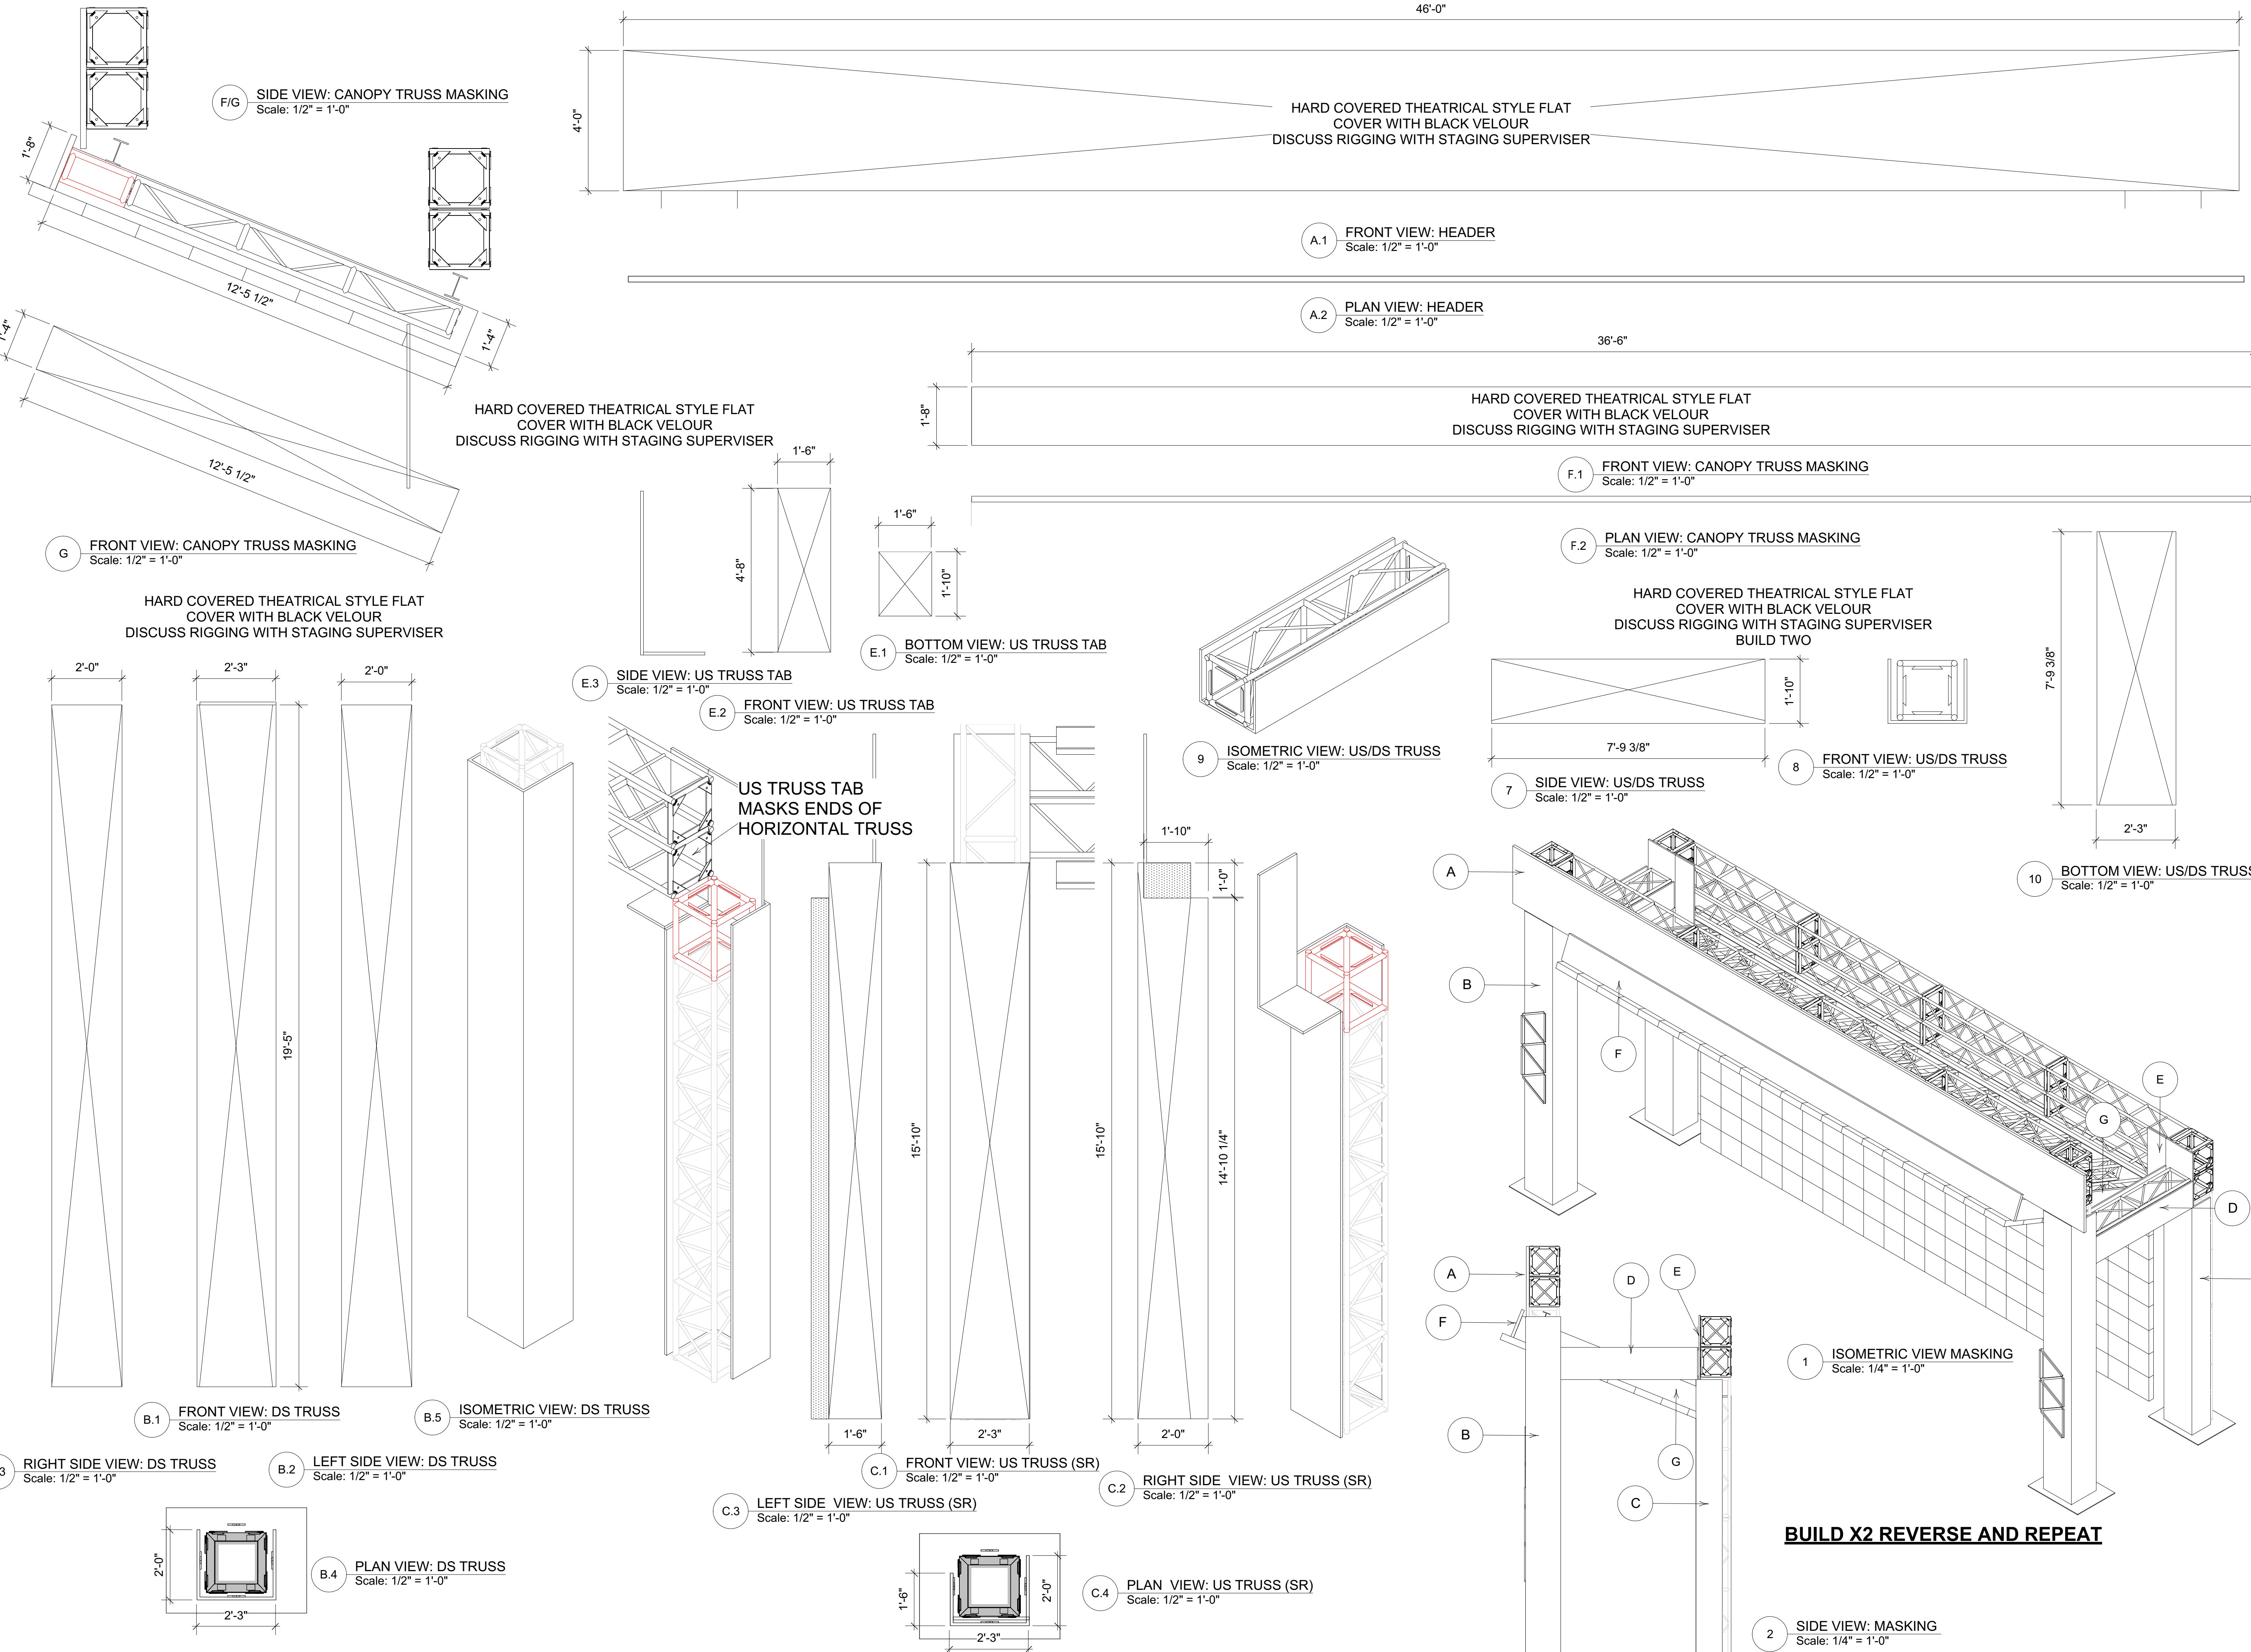 46'-0"
4'-0"
HARD COVERED THEATRICAL STYLE FLAT
COVER WITH BLACK VELOUR
DISCUSS RIGGING WITH STAGING SUPERVISER
F/G SIDE VIEW: CANOPY TRUSS MASKING
Scale: 1/2" = 1'-0"
1'-8"
12'-5 1/2"
1'-4"
A.1 FRONT VIEW: HEADER
Scale: 1/2" = 1'-0"
A.2 PLAN VIEW: HEADER
Scale: 1/2" = 1'-0"
36'-6"
1'-8"
HARD COVERED THEATRICAL STYLE FLAT
COVER WITH BLACK VELOUR
DISCUSS RIGGING WITH STAGING SUPERVISER
F.1 FRONT VIEW: CANOPY TRUSS MASKING
Scale: 1/2" = 1'-0"
F.2 PLAN VIEW: CANOPY TRUSS MASKING
Scale: 1/2" = 1'-0"
12'-5 1/2"
G FRONT VIEW: CANOPY TRUSS MASKING
Scale: 1/2" = 1'-0"
HARD COVERED THEATRICAL STYLE FLAT
COVER WITH BLACK VELOUR
DISCUSS RIGGING WITH STAGING SUPERVISER
HARD COVERED THEATRICAL STYLE FLAT
COVER WITH BLACK VELOUR
DISCUSS RIGGING WITH STAGING SUPERVISER
1'-6"
4'-8"
1'-6"
1'-10"
E.1 BOTTOM VIEW: US TRUSS TAB
Scale: 1/2" = 1'-0"
E.3 SIDE VIEW: US TRUSS TAB
Scale: 1/2" = 1'-0"
E.2 FRONT VIEW: US TRUSS TAB
Scale: 1/2" = 1'-0"
HARD COVERED THEATRICAL STYLE FLAT
COVER WITH BLACK VELOUR
DISCUSS RIGGING WITH STAGING SUPERVISER
BUILD TWO
9 ISOMETRIC VIEW: US/DS TRUSS
Scale: 1/2" = 1'-0"
7'-9 3/8"
1'-10"
7 SIDE VIEW: US/DS TRUSS
Scale: 1/2" = 1'-0"
8 FRONT VIEW: US/DS TRUSS
Scale: 1/2" = 1'-0"
7'-9 3/8"
2'-3"
10 BOTTOM VIEW: US/DS TRUSS
Scale: 1/2" = 1'-0"
2'-0"
2'-3"
2'-0"
19'-5"
B.1 FRONT VIEW: DS TRUSS
Scale: 1/2" = 1'-0"
B.5 ISOMETRIC VIEW: DS TRUSS
Scale: 1/2" = 1'-0"
3 RIGHT SIDE VIEW: DS TRUSS
Scale: 1/2" = 1'-0"
B.2 LEFT SIDE VIEW: DS TRUSS
Scale: 1/2" = 1'-0"
2'-0"
2'-3"
B.4 PLAN VIEW: DS TRUSS
Scale: 1/2" = 1'-0"
US TRUSS TAB
MASKS ENDS OF
HORIZONTAL TRUSS
1'-10"
1'-0"
15'-10"
15'-10"
14'-10 1/4"
1'-6"
2'-3"
2'-0"
C.1 FRONT VIEW: US TRUSS (SR)
Scale: 1/2" = 1'-0"
C.2 RIGHT SIDE VIEW: US TRUSS (SR)
Scale: 1/2" = 1'-0"
C.3 LEFT SIDE VIEW: US TRUSS (SR)
Scale: 1/2" = 1'-0"
1'-6"
2'-0"
2'-3"
C.4 PLAN VIEW: US TRUSS (SR)
Scale: 1/2" = 1'-0"
A
B
F
E
G
D
1 ISOMETRIC VIEW MASKING
Scale: 1/4" = 1'-0"
A
D
E
F
B
G
C
BUILD X2 REVERSE AND REPEAT
2 SIDE VIEW: MASKING
Scale: 1/4" = 1'-0"